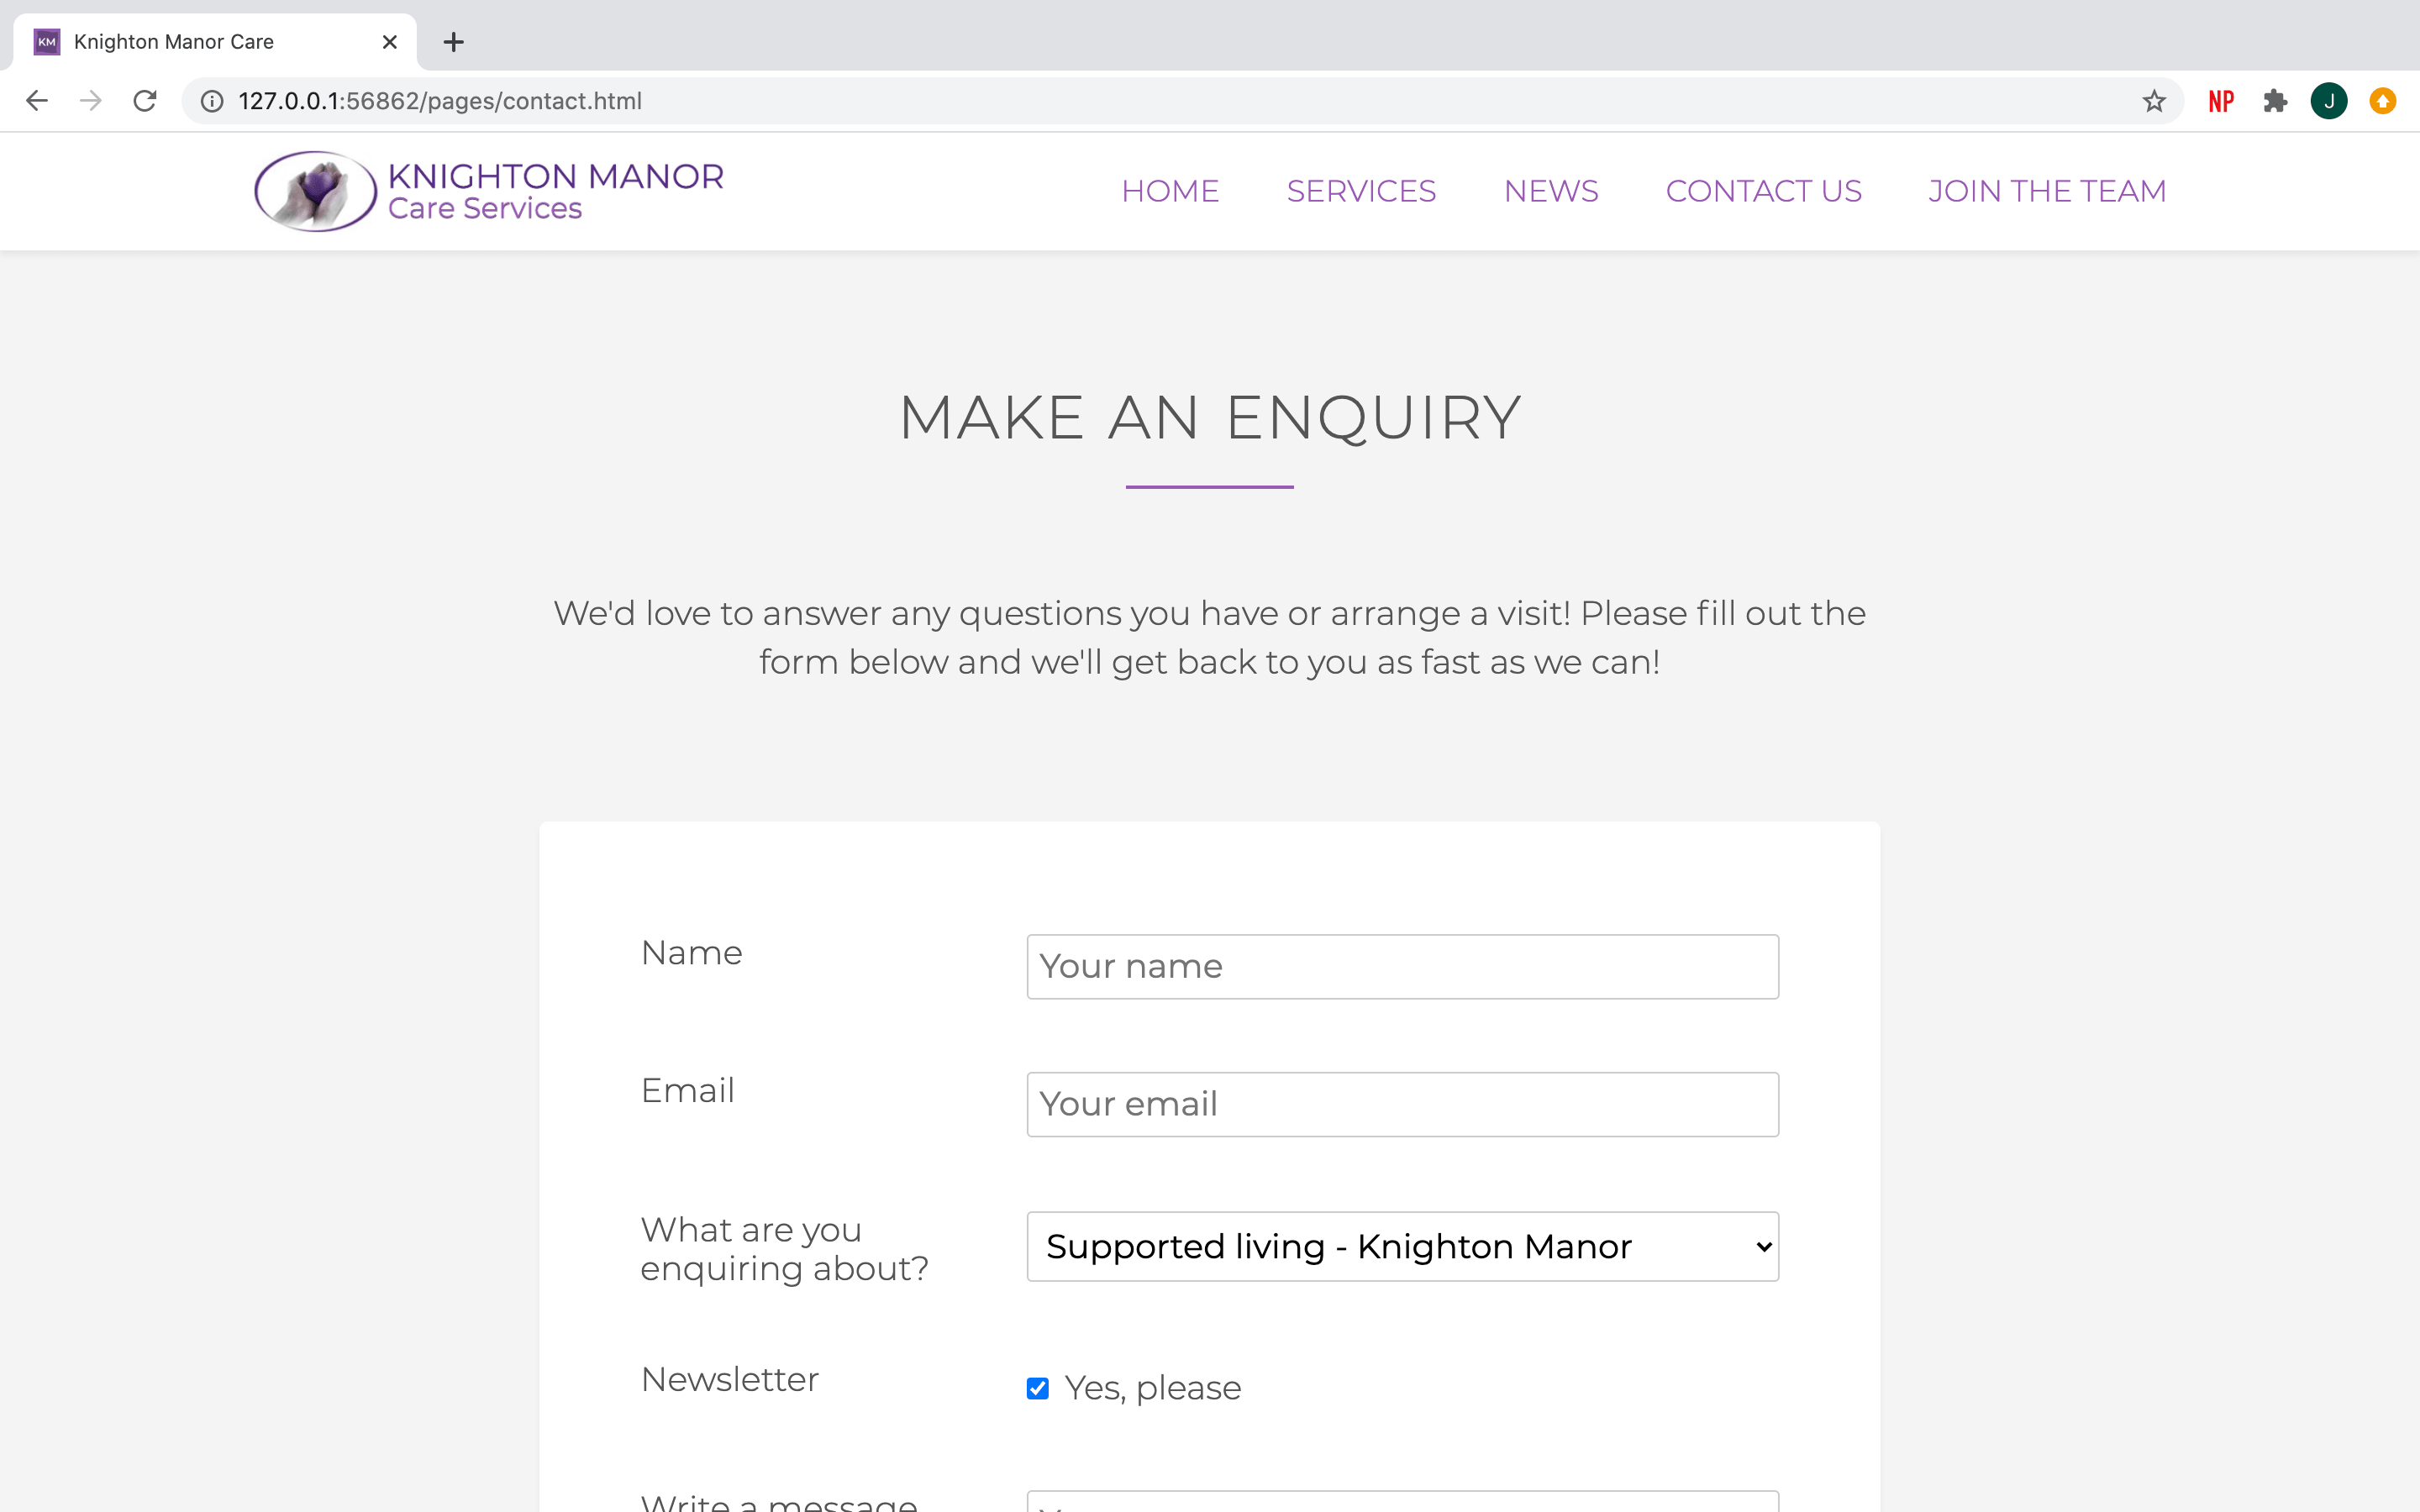 KM Knighton Manor Care
127.0.0.1:56862/pages/contact.html
NP
J
KNIGHTON MANOR
Care Services
HOME SERVICES NEWS CONTACT US JOIN THE TEAM
MAKE AN ENQUIRY
We'd love to answer any questions you have or arrange a visit! Please fill out the
form below and we'll get back to you as fast as we can!
Name
Your name
Email
Your email
What are you
enquiring about?
Supported living - Knighton Manor
Newsletter
Yes, please
Write a message